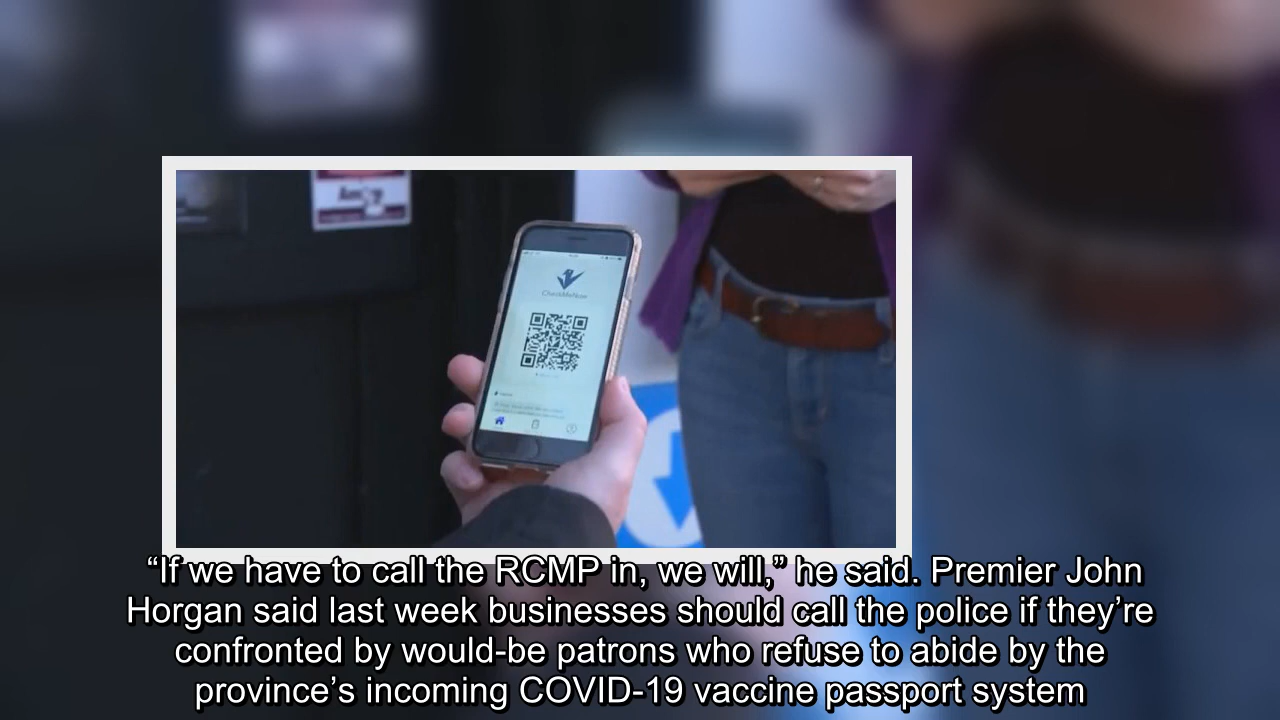 CheckMeNow
“If we have to call the RCMP in, we will,” he said. Premier John
Horgan said last week businesses should call the police if they’re
confronted by would-be patrons who refuse to abide by the
province’s incoming COVID-19 vaccine passport system